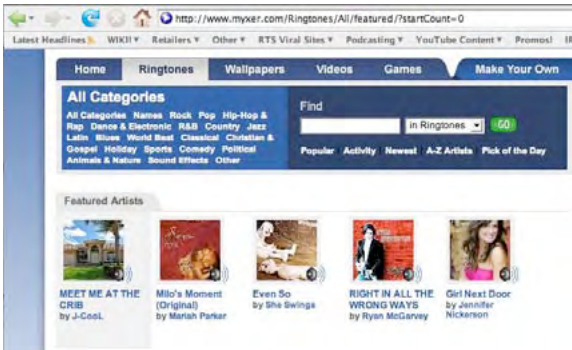 http://www.myxer.com/Ringtones/All/featured/?startCount=0
Latest Headlines WIKI! Retailers Other RTS Viral Sites Podcasting YouTube Content Promos!
Home Ringtones Wallpapers Videos Games Make Your Own
All Categories
All Categories Names Rock Pop Hip-Hop &
Rap Dance & Electronic R&B Country Jazz
Latin Blues World Beat Classical Christian &
Gospel Holiday Sports Comedy Political
Animals & Nature Sound Effects Other
Find
in Ringtones GO
Popular Activity Newest A-Z Artists Pick of the Day
Featured Artists
MEET ME AT THE CRIB
by J-CooL
Milo's Moment (Original)
by Mariah Parker
Even So
by She Swings
RIGHT IN ALL THE WRONG WAYS
by Ryan McGarvey
Girl Next Door
by Jennifer Nickerson